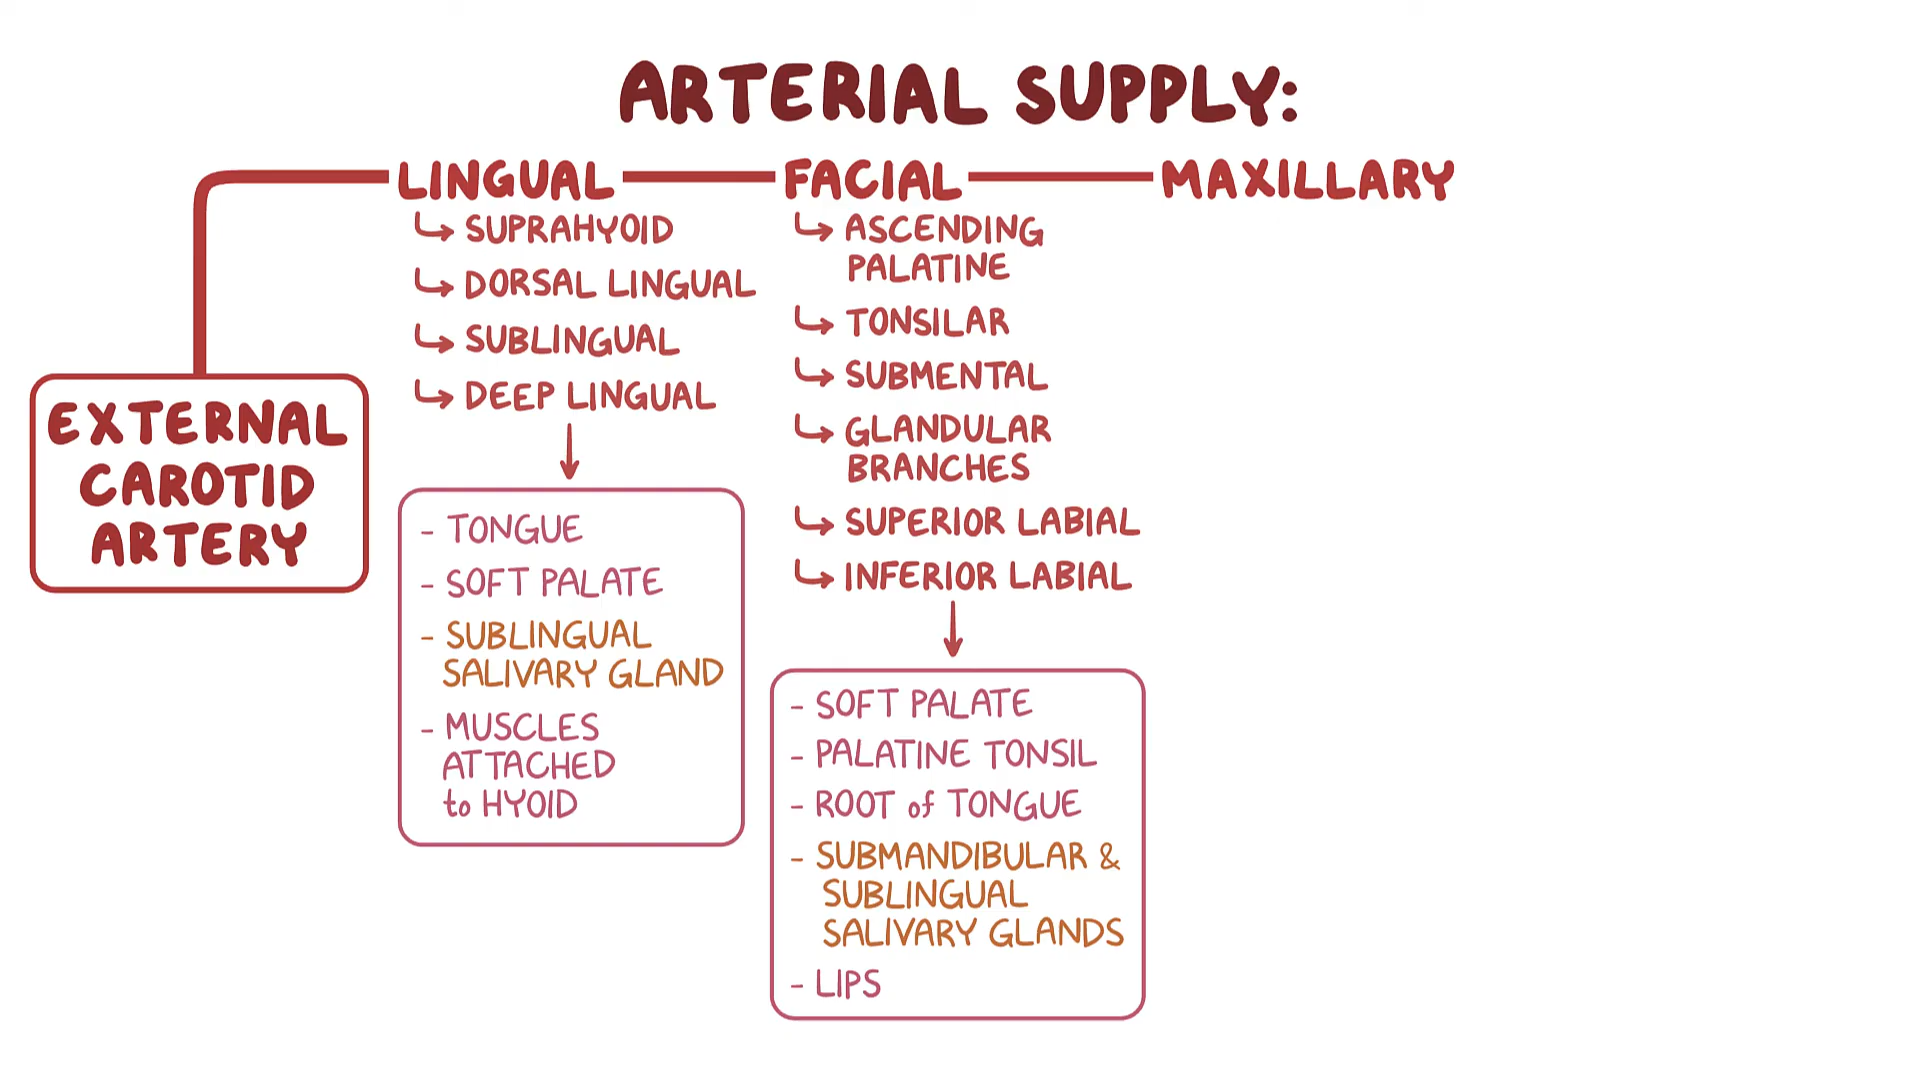 ARTERIAL SUPPLY:
EXTERNAL
CAROTID
ARTERY
LINGUAL
SUPRAHYOID
DORSAL LINGUAL
SUBLINGUAL
DEEP LINGUAL
- TONGUE
- SOFT PALATE
- SUBLINGUAL
SALIVARY GLAND
- MUSCLES
ATTACHED
to HYOID
FACIAL
ASCENDING
PALATINE
TONSILAR
SUBMENTAL
GLANDULAR
BRANCHES
SUPERIOR LABIAL
INFERIOR LABIAL
- SOFT PALATE
- PALATINE TONSIL
- ROOT of TONGUE
- SUBMANDIBULAR &
SUBLINGUAL
SALIVARY GLANDS
- LIPS
MAXILLARY